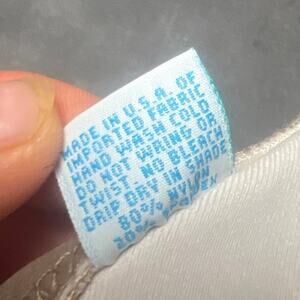 MADE IN U.S.A. OF
IMPORTED FABRIC
HAND WASH COLD
DO NOT WRING OR
TWIST. NO BLEACH
DRIP DRY IN SHADE
80% NYLON
20%